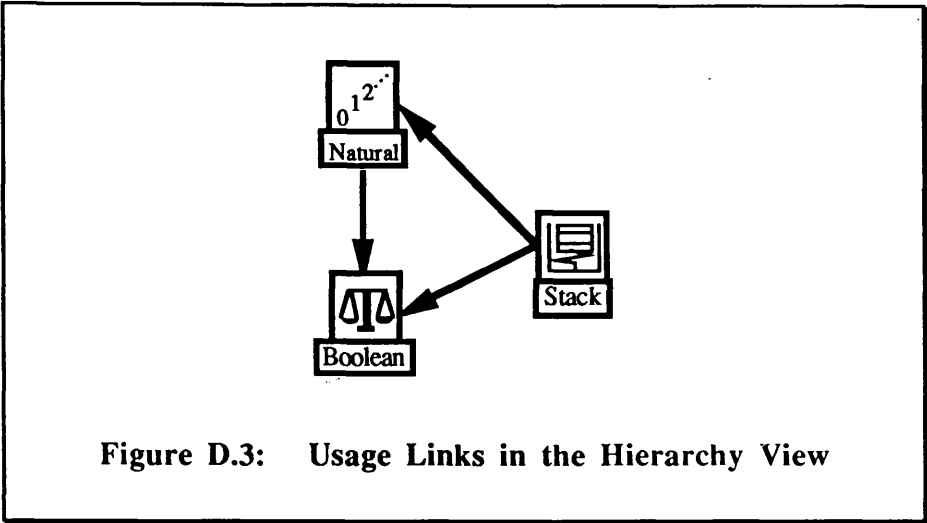 0 1 2 ...
Natural
Stack
Boolean
Figure D.3: Usage Links in the Hierarchy View